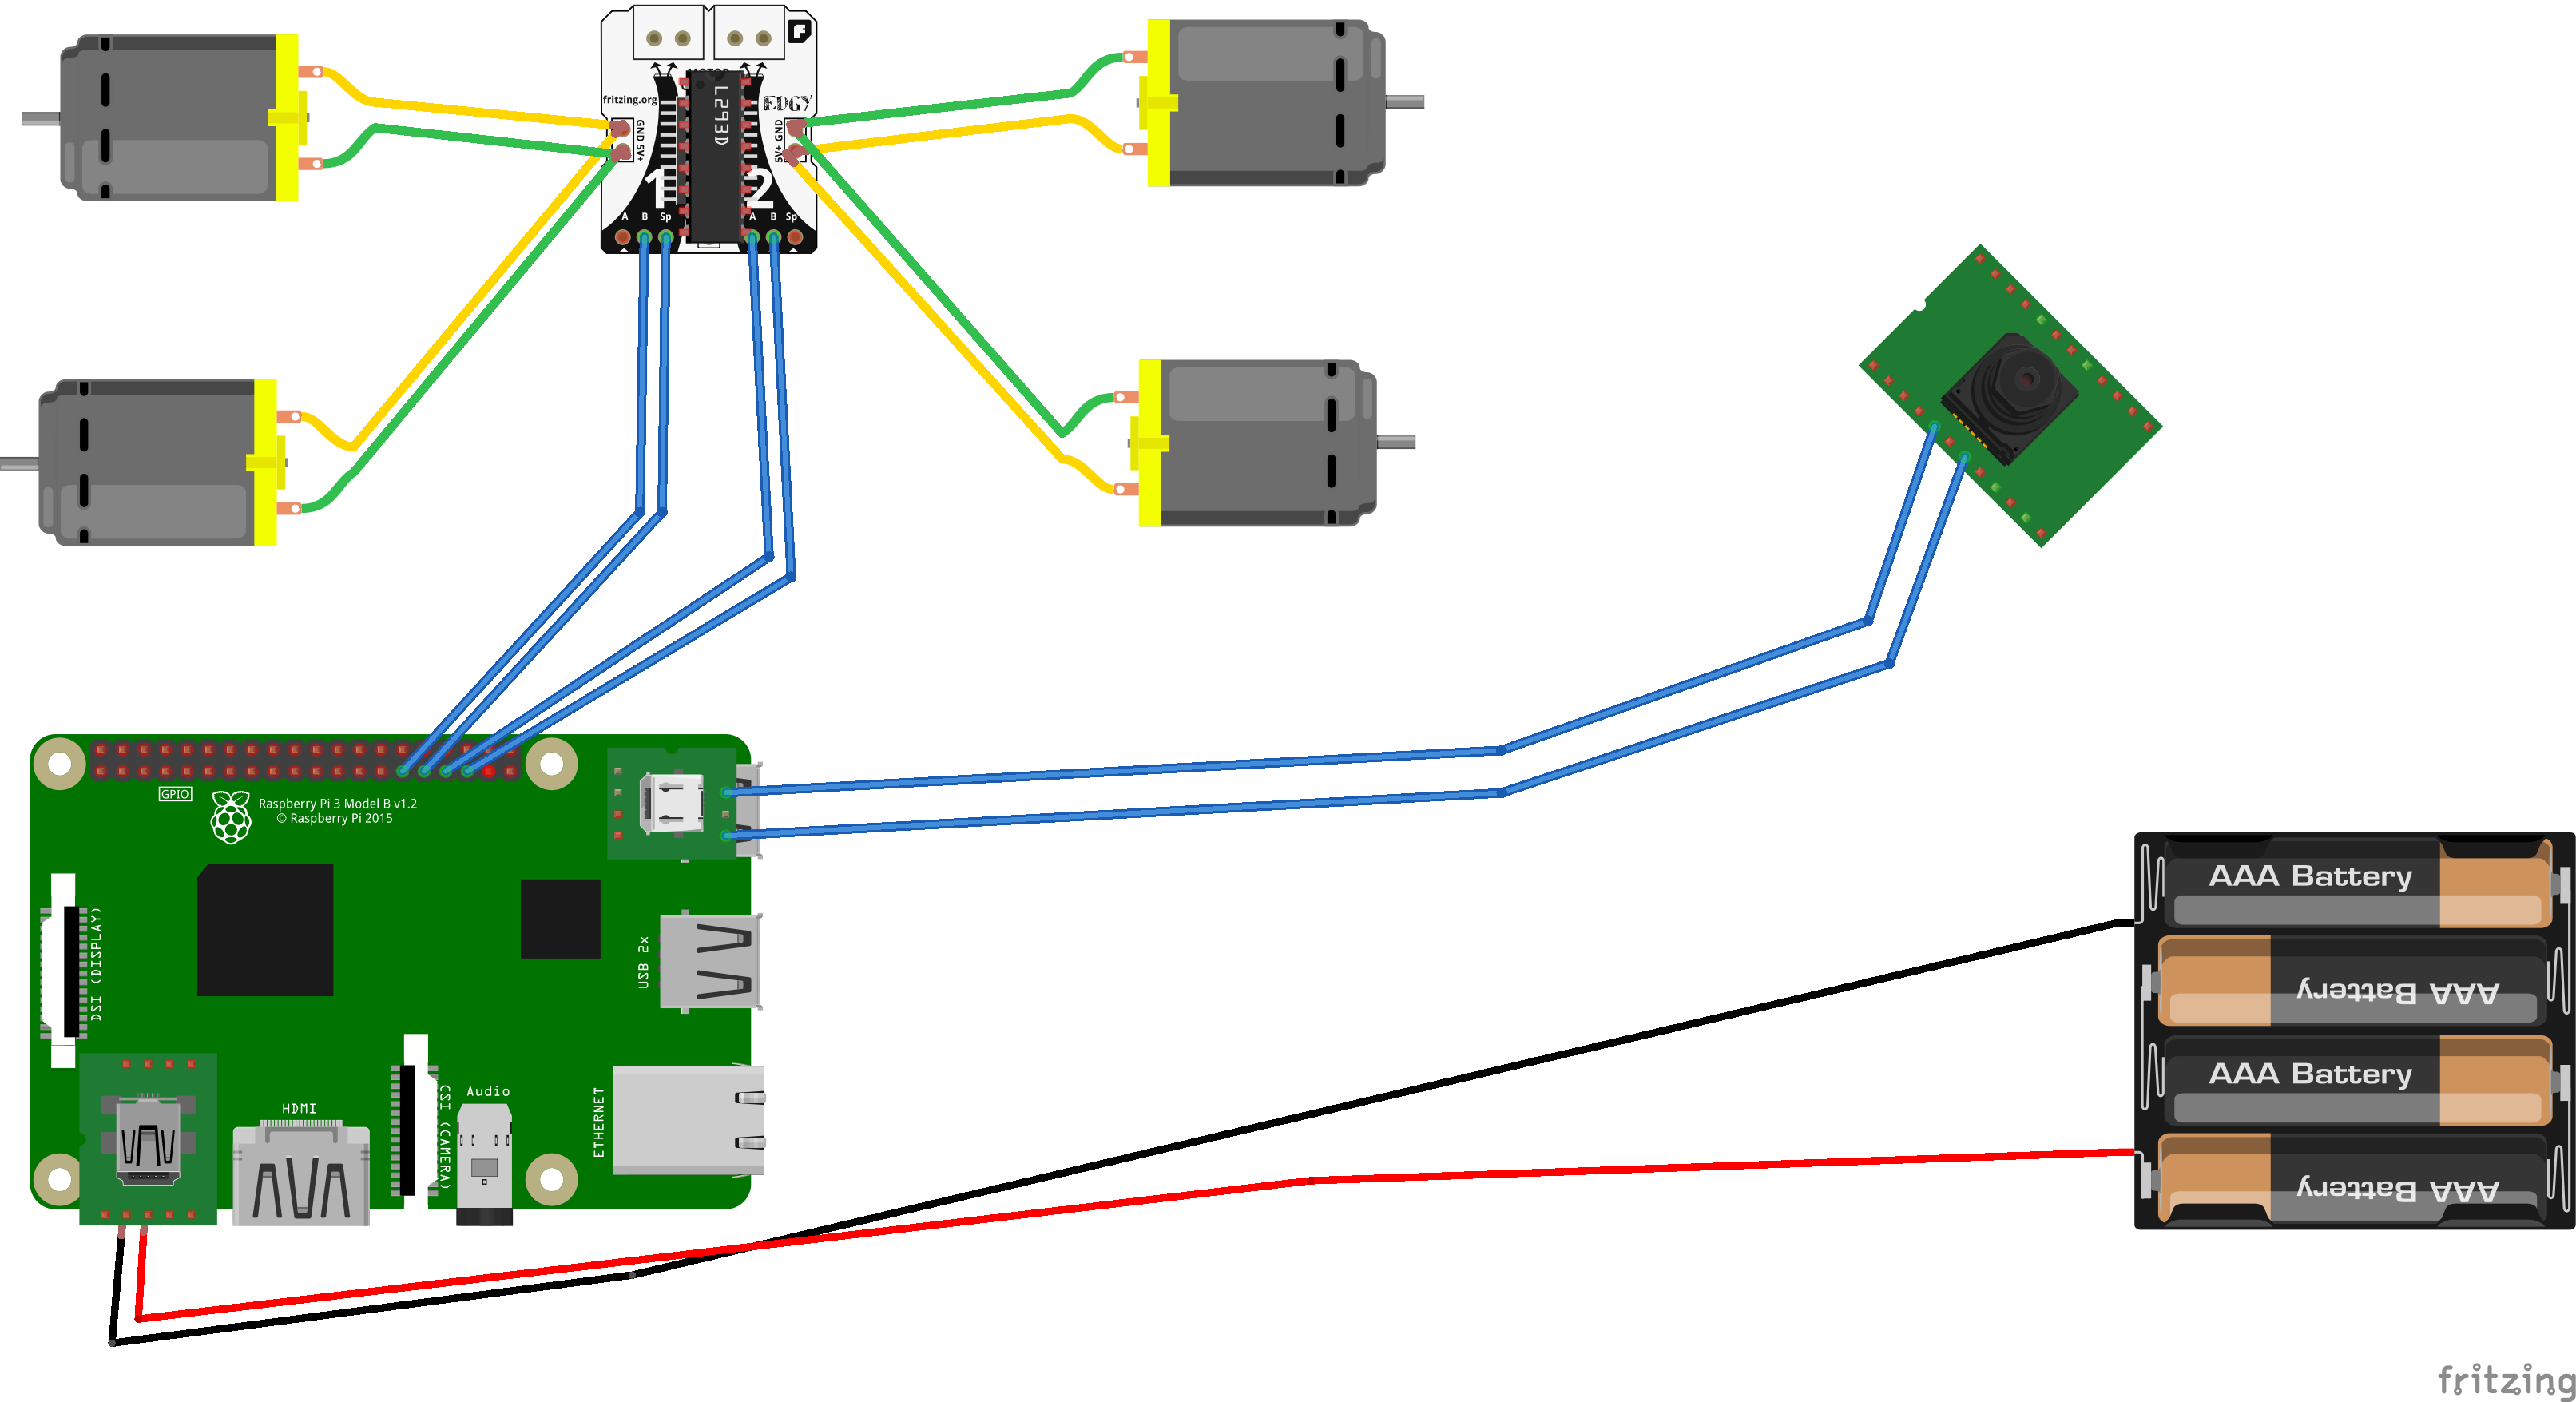 MOTOR
fritzing.org
EDGY
L293D
GND 5V+
5V+ GND
1
2
A B Sp
A B Sp
GPIO
Raspberry Pi 3 Model B v1.2
© Raspberry Pi 2015
DSI (DISPLAY)
USB 2x
HDMI
CSI (CAMERA)
Audio
ETHERNET
AAA Battery
AAA Battery
AAA Battery
AAA Battery
fritzing